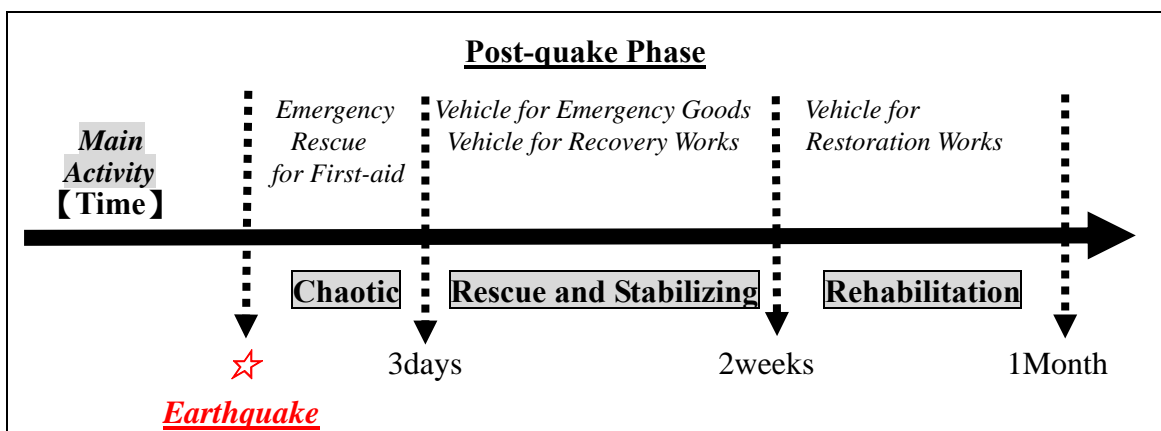 Post-quake Phase
Emergency
Rescue
for First-aid
Vehicle for Emergency Goods
Vehicle for Recovery Works
Vehicle for
Restoration Works
Main
Activity
【Time】
Chaotic
Rescue and Stabilizing
Rehabilitation
3days
2weeks
1Month
Earthquake